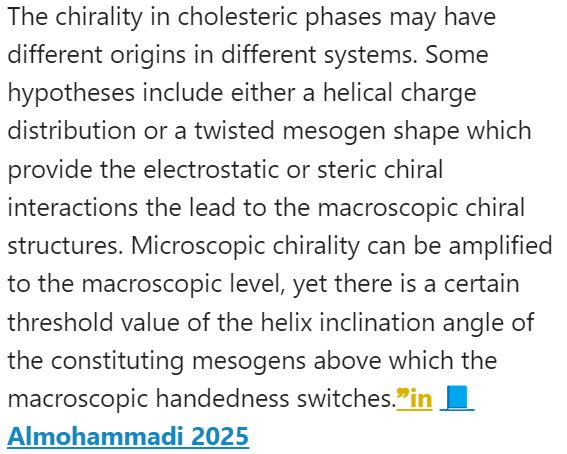 The chirality in cholesteric phases may have
different origins in different systems. Some
hypotheses include either a helical charge
distribution or a twisted mesogen shape which
provide the electrostatic or steric chiral
interactions the lead to the macroscopic chiral
structures. Microscopic chirality can be amplified
to the macroscopic level, yet there is a certain
threshold value of the helix inclination angle of
the constituting mesogens above which the
macroscopic handedness switches.❞in 📘
Almohammadi 2025